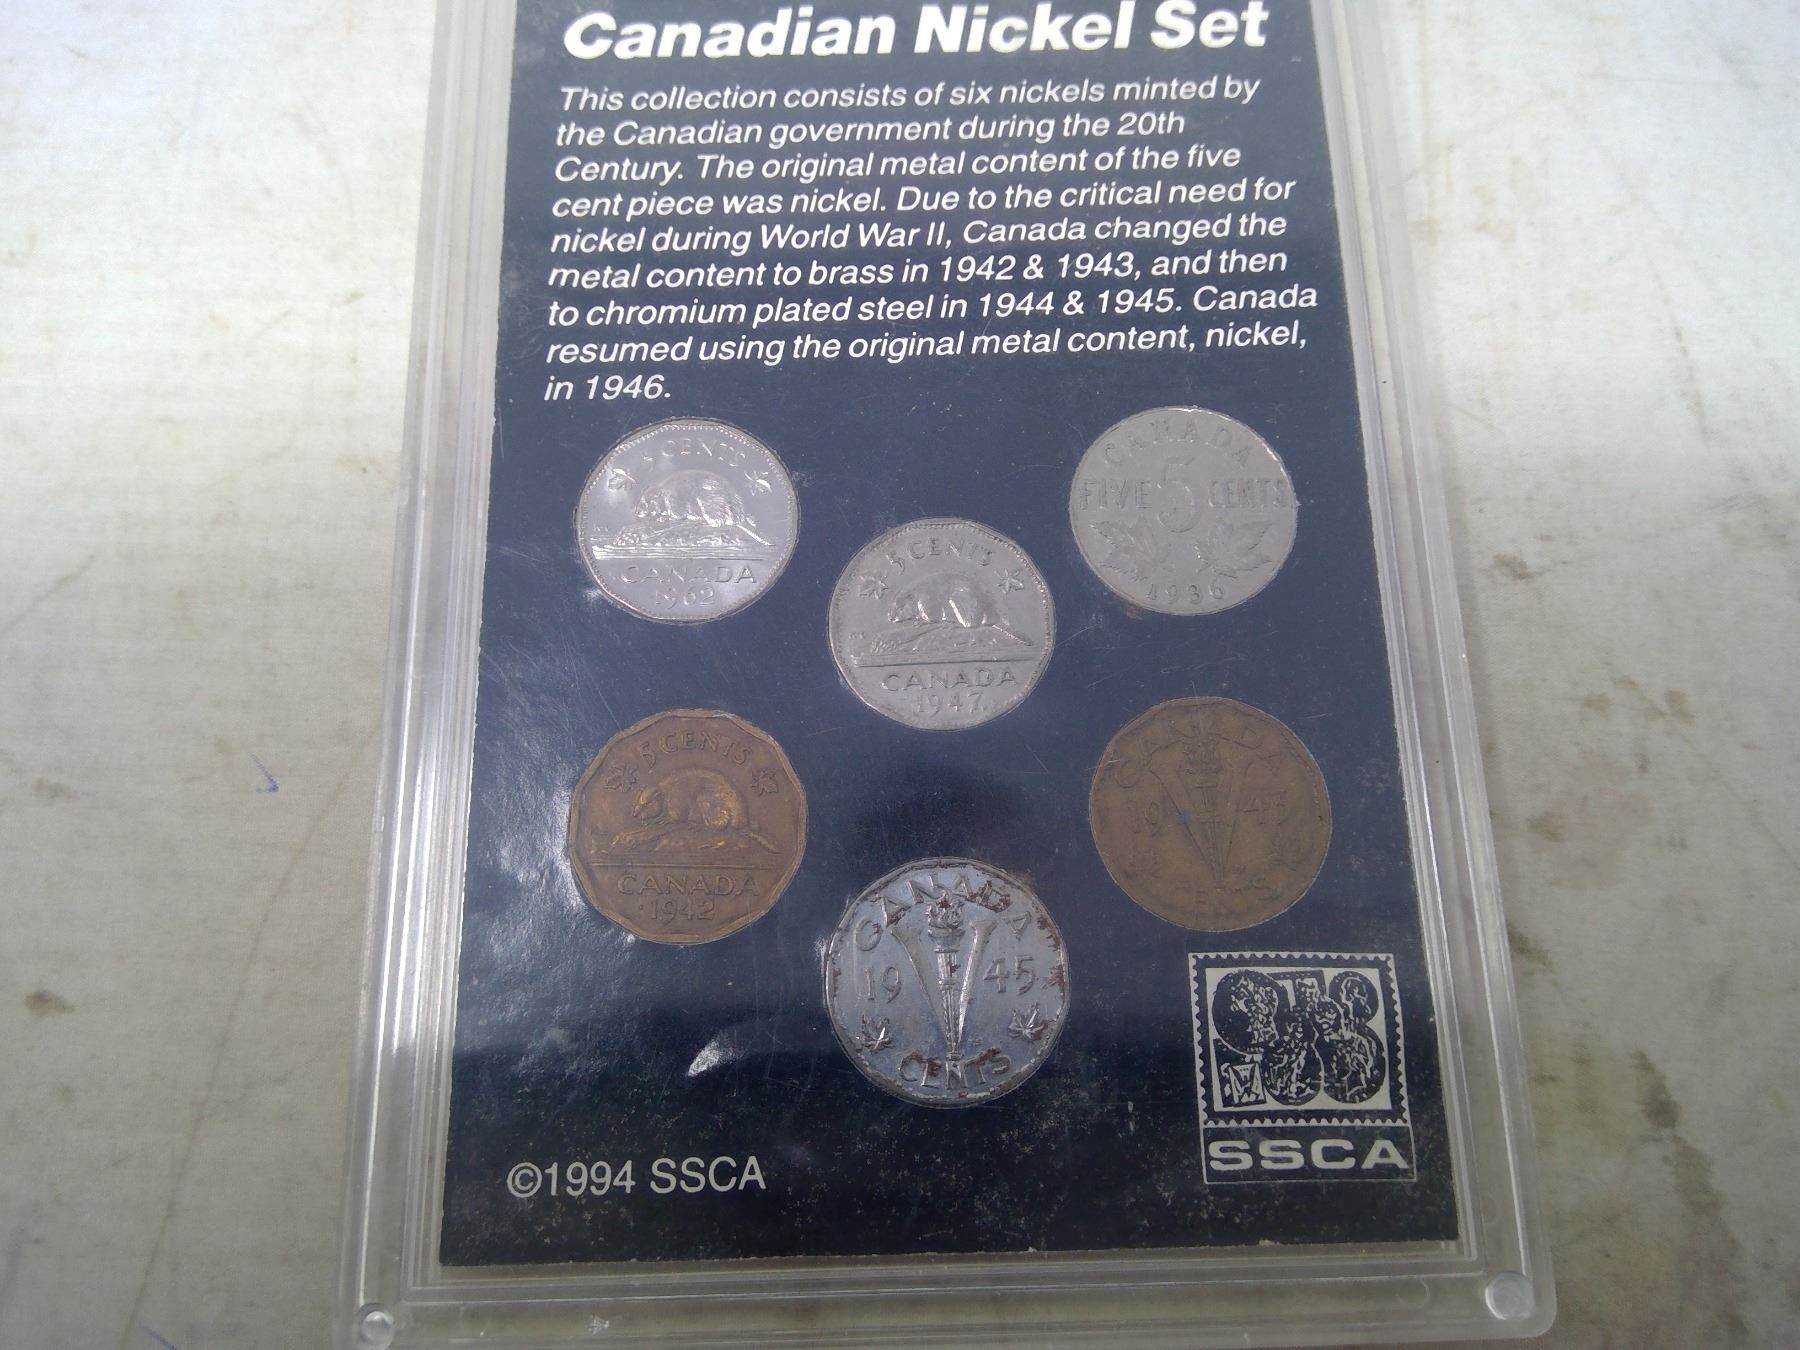 Canadian Nickel Set
This collection consists of six nickels minted by
the Canadian government during the 20th
Century. The original metal content of the five
cent piece was nickel. Due to the critical need for
nickel during World War II, Canada changed the
metal content to brass in 1942 & 1943, and then
to chromium plated steel in 1944 & 1945. Canada
resumed using the original metal content, nickel,
in 1946.
5 CENTS
CANADA
1962
CANADA
FIVE 5 CENTS
1936
5 CENTS
CANADA
1947
5 CENTS
CANADA
1942
CANADA
19 43
CENTS
CANADA
19 45
CENTS
SSCA
©1994 SSCA